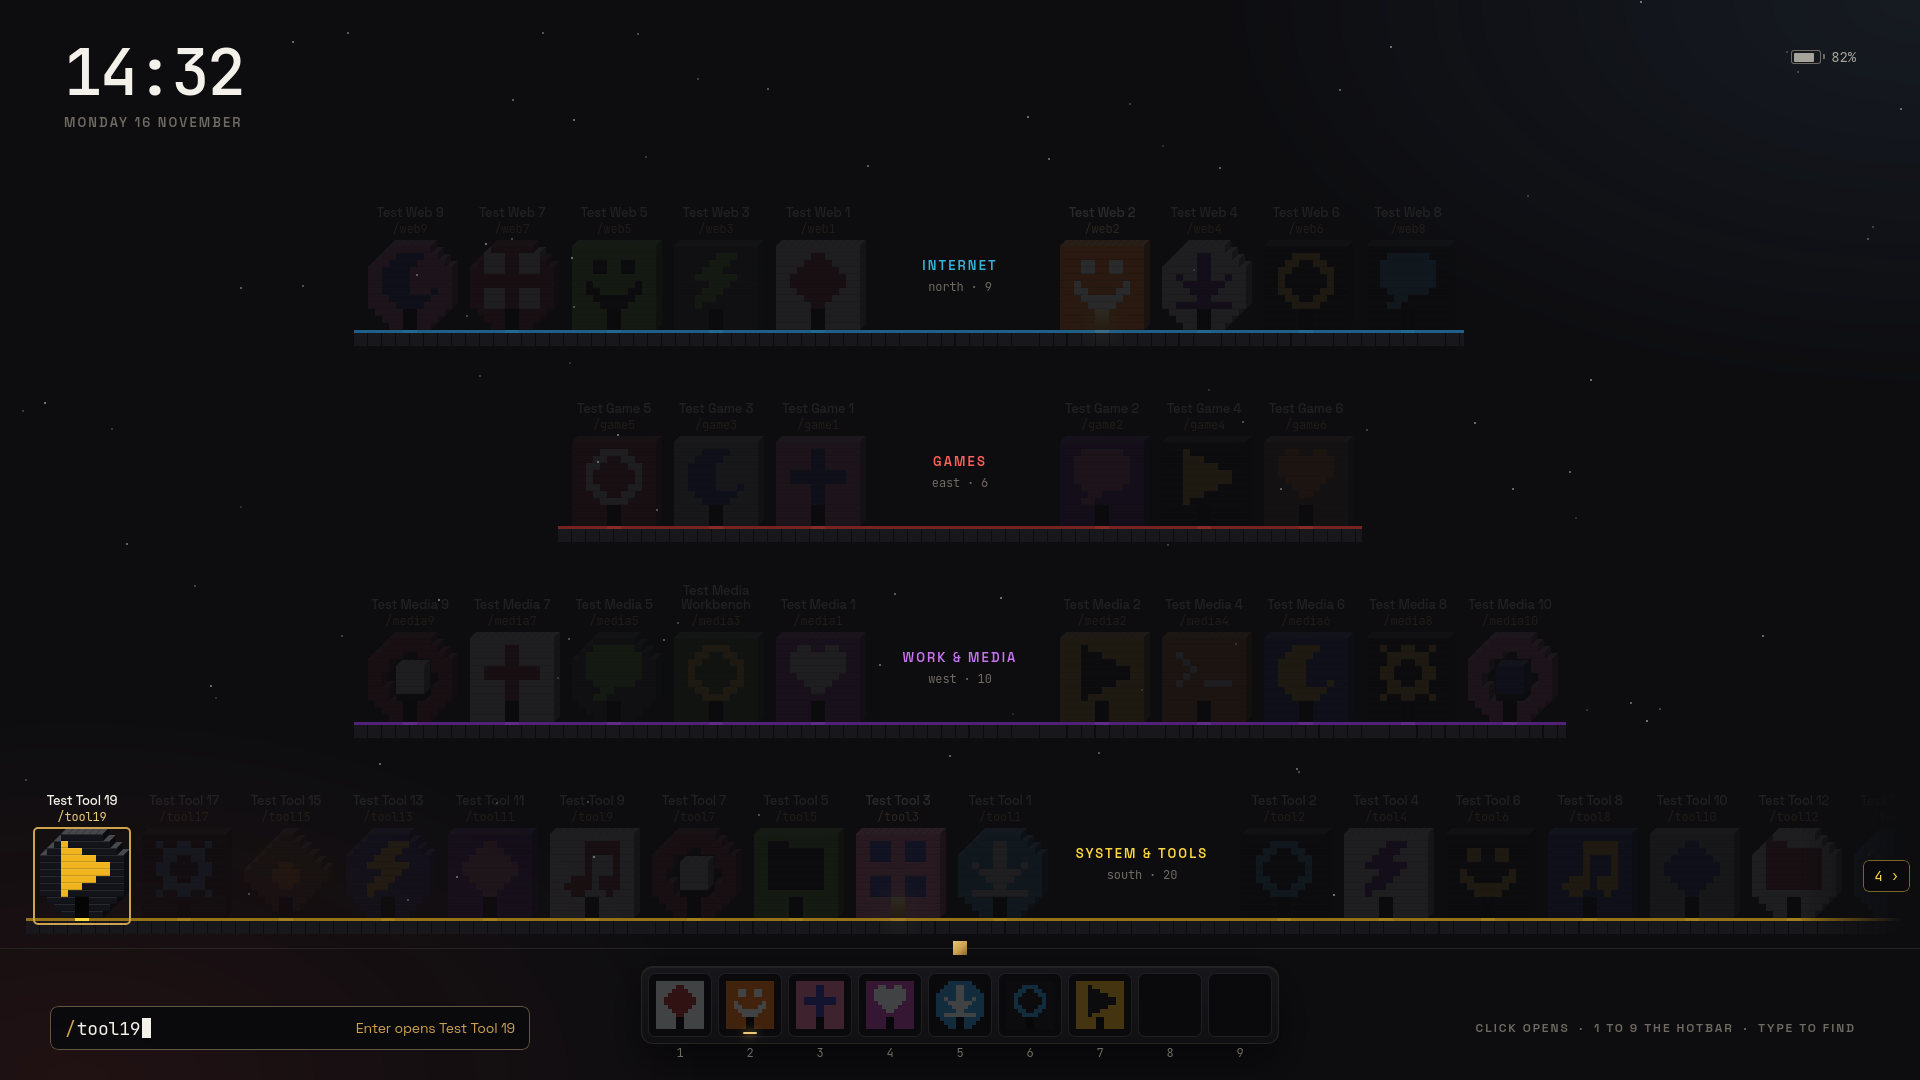 14:32
MONDAY 16 NOVEMBER
82%
Test Web 9 Test Web 7 Test Web 5 Test Web 3 Test Web 1 Test Web 2 Test Web 4 Test Web 6 Test Web 8
/web9 /web7 /web5 /web3 /web1 /web2 /web4 /web6 /web8
INTERNET
north · 9
Test Game 5 Test Game 3 Test Game 1 Test Game 2 Test Game 4 Test Game 6
/game5 /game3 /game1 /game2 /game4 /game6
GAMES
east · 6
Test Media 9 Test Media 7 Test Media 5 Test Media Workbench Test Media 1 Test Media 2 Test Media 4 Test Media 6 Test Media 8 Test Media 10
/media9 /media7 /media5 /media3 /media1 /media2 /media4 /media6 /media8 /media10
WORK & MEDIA
west · 10
Test Tool 19 Test Tool 17 Test Tool 15 Test Tool 13 Test Tool 11 Test Tool 9 Test Tool 7 Test Tool 5 Test Tool 3 Test Tool 1 Test Tool 2 Test Tool 4 Test Tool 6 Test Tool 8 Test Tool 10 Test Tool 12
/tool19 /tool17 /tool15 /tool13 /tool11 /tool9 /tool7 /tool5 /tool3 /tool1 /tool2 /tool4 /tool6 /tool8 /tool10 /tool12
SYSTEM & TOOLS
south · 20
4 ›
/tool19 Enter opens Test Tool 19
1 2 3 4 5 6 7 8 9
CLICK OPENS · 1 TO 9 THE HOTBAR · TYPE TO FIND